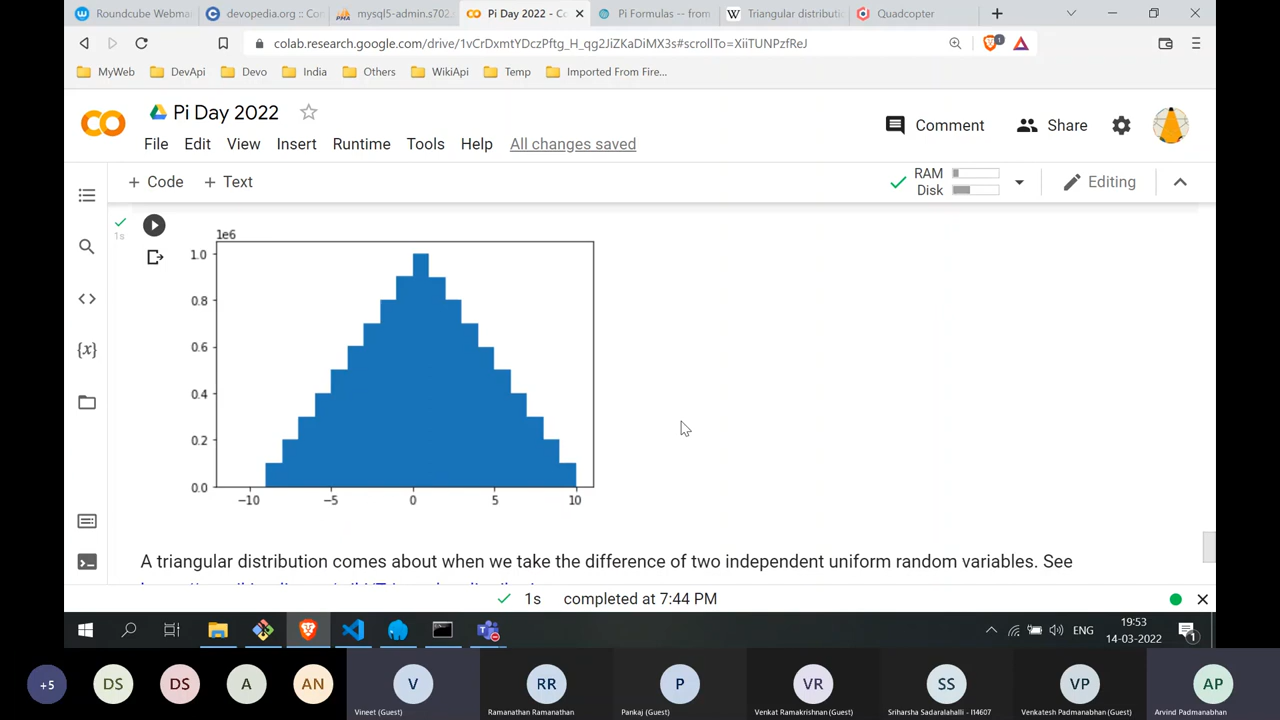 Roundcube Webma
devopedia.org :: Co
mysql5-admin.s702.
Pi Day 2022 - Co
Pi Formulas -- from
Triangular distributi
Quadcopter
colab.research.google.com/drive/1vCrDxmtYDczPftg_H_qg2JiZKaDiMX3s#scrollTo=XiiTUNPzfReJ
1
MyWeb
DevApi
Devo
India
Others
WikiApi
Temp
Imported From Fire...
Pi Day 2022
Comment
Share
File Edit View Insert Runtime Tools Help All changes saved
+ Code + Text
RAM
Disk
Editing
1s
1e6
1.0
0.8
0.6
0.4
0.2
0.0
−10 −5 0 5 10
A triangular distribution comes about when we take the difference of two independent uniform random variables. See
1s completed at 7:44 PM
ENG
19:53
14-03-2022
1
+5
DS
DS
A
AN
V
Vineet (Guest)
RR
Ramanathan Ramanathan
P
Pankaj (Guest)
VR
Venkat Ramakrishnan (Guest)
SS
Sriharsha Sadaralahalli - I14607
VP
Venkatesh Padmanabhan (Guest)
AP
Arvind Padmanabhan